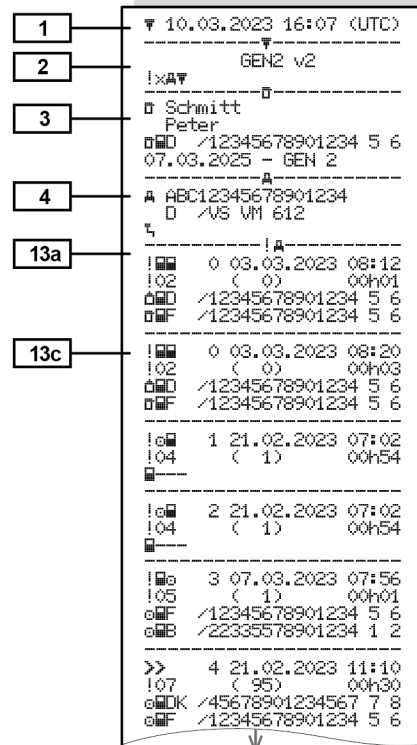 1
▼ 10.03.2023 16:07 (UTC)
2
GEN2 v2
!×A▼
3
Schmitt
Peter
D /12345678901234 5 6
07.03.2025 - GEN 2
4
A ABC12345678901234
D /VS VM 612
13a
! 0 03.03.2023 08:12
!02 ( 0) 00h01
D /12345678901234 5 6
F /12345678901234 5 6
13c
! 0 03.03.2023 08:20
!02 ( 0) 00h03
D /12345678901234 5 6
F /12345678901234 5 6
! 1 21.02.2023 07:02
!04 ( 1) 00h54
---
! 2 21.02.2023 07:02
!04 ( 1) 00h54
---
! 3 07.03.2023 07:56
!05 ( 1) 00h01
F /12345678901234 5 6
B /22335578901234 1 2
>> 4 21.02.2023 11:10
!07 ( 95) 00h30
DK /45678901234567 7 8
F /12345678901234 5 6